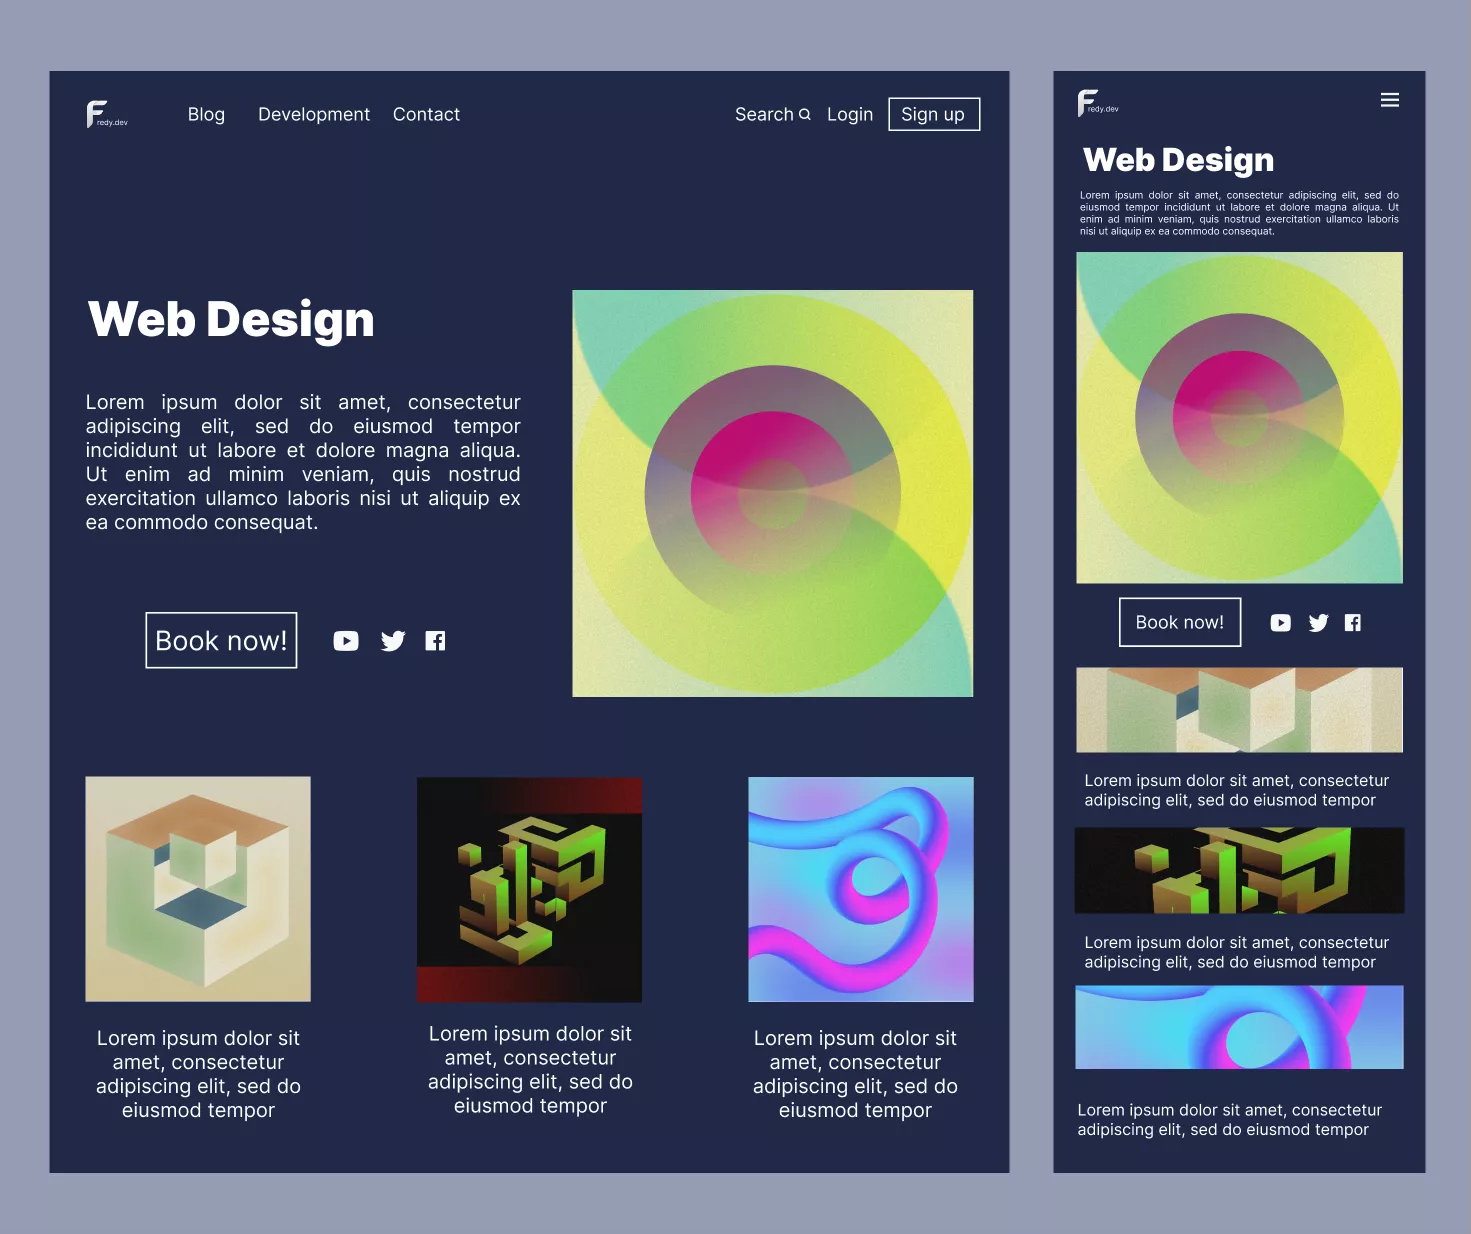 Fredy.dev
Blog Development Contact
Search Login Sign up
Web Design
Lorem ipsum dolor sit amet, consectetur
adipiscing elit, sed do eiusmod tempor
incididunt ut labore et dolore magna aliqua.
Ut enim ad minim veniam, quis nostrud
exercitation ullamco laboris nisi ut aliquip ex
ea commodo consequat.
Book now!
Lorem ipsum dolor sit
amet, consectetur
adipiscing elit, sed do
eiusmod tempor
Lorem ipsum dolor sit
amet, consectetur
adipiscing elit, sed do
eiusmod tempor
Lorem ipsum dolor sit
amet, consectetur
adipiscing elit, sed do
eiusmod tempor
Fredy.dev
Web Design
Lorem ipsum dolor sit amet, consectetur adipiscing elit, sed do
eiusmod tempor incididunt ut labore et dolore magna aliqua. Ut
enim ad minim veniam, quis nostrud exercitation ullamco laboris
nisi ut aliquip ex ea commodo consequat.
Book now!
Lorem ipsum dolor sit amet, consectetur
adipiscing elit, sed do eiusmod tempor
Lorem ipsum dolor sit amet, consectetur
adipiscing elit, sed do eiusmod tempor
Lorem ipsum dolor sit amet, consectetur
adipiscing elit, sed do eiusmod tempor